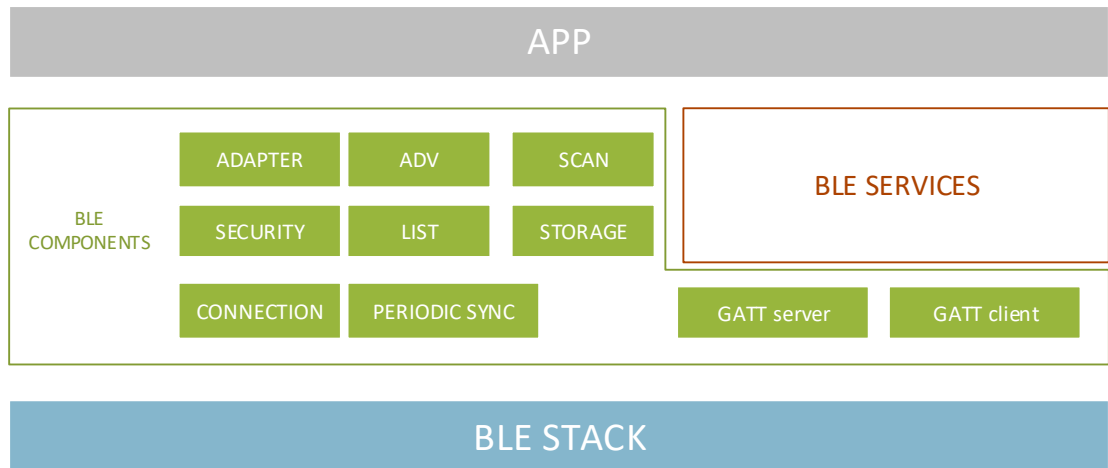 APP
BLE
COMPONENTS
ADAPTER
ADV
SCAN
SECURITY
LIST
STORAGE
CONNECTION
PERIODIC SYNC
BLE SERVICES
GATT server
GATT client
BLE STACK